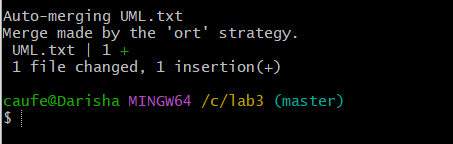 Auto-merging UML.txt
Merge made by the 'ort' strategy.
 UML.txt | 1 +
 1 file changed, 1 insertion(+)

caufe@Darisha MINGW64 /c/lab3 (master)
$